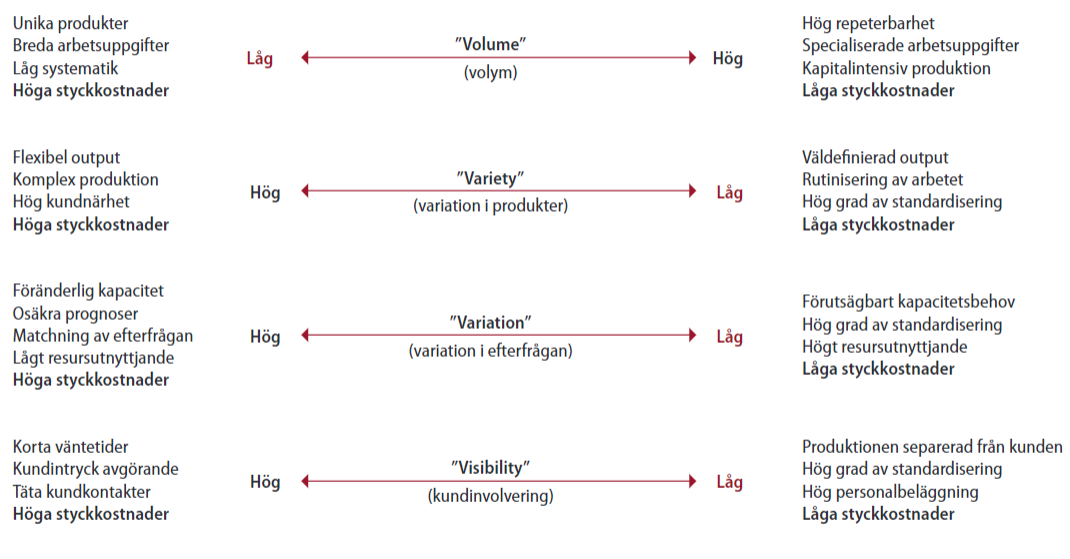 Unika produkter
Breda arbetsuppgifter
Låg systematik
Höga styckkostnader
Låg
”Volume”
(volym)
Hög
Hög repeterbarhet
Specialiserade arbetsuppgifter
Kapitalintensiv produktion
Låga styckkostnader
Flexibel output
Komplex produktion
Hög kundnärhet
Höga styckkostnader
Hög
”Variety”
(variation i produkter)
Låg
Väldefinierad output
Rutinisering av arbetet
Hög grad av standardisering
Låga styckkostnader
Föränderlig kapacitet
Osäkra prognoser
Matchning av efterfrågan
Lågt resursutnyttjande
Höga styckkostnader
Hög
”Variation”
(variation i efterfrågan)
Låg
Förutsägbart kapacitetsbehov
Hög grad av standardisering
Högt resursutnyttjande
Låga styckkostnader
Korta väntetider
Kundintryck avgörande
Täta kundkontakter
Höga styckkostnader
Hög
”Visibility”
(kundinvolvering)
Låg
Produktionen separerad från kunden
Hög grad av standardisering
Hög personalbeläggning
Låga styckkostnader